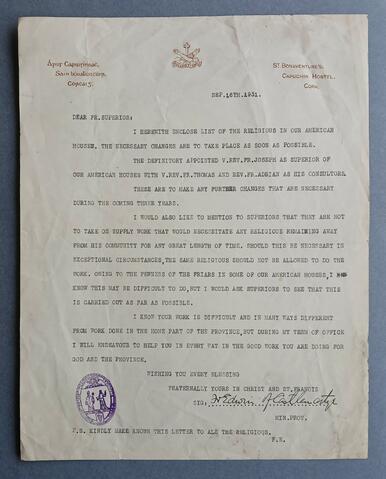 ST. BONAVENTURE'S,
CAPUCHIN HOSTEL,
CORK.
SEP. 16TH. 1931.
DEAR FR. SUPERIOR:
I HEREWITH ENCLOSE LIST OF THE RELIGIOUS IN OUR AMERICAN
HOUSES, THE NECESSARY CHANGES ARE TO TAKE PLACE AS SOON AS POSSIBLE.
THE DEFINITORY APPOINTED V.REV.FR.JOSEPH AS SUPERIOR OF
OUR AMERICAN HOUSES WITH V.REV.FR.THOMAS AND REV.FR.ADRIAN AS HIS CONSULTORS.
THESE ARE TO MAKE ANY FURTHER CHANGES THAT ARE NECESSARY
DURING THE COMING THREE YEARS.
I WOULD ALSO LIKE TO MENTION TO SUPERIORS THAT THEY ASK NOT
TO TAKE ON SUPPLY WORK THAT WOULD NECESSITATE ANY RELIGIOUS REMAINING AWAY
FROM HIS COMMUNITY FOR ANY GREAT LENGTH OF TIME. SHOULD THIS BE NECESSARY IN
EXCEPTIONAL CIRCUMSTANCES, THE SAME RELIGIOUS SHOULD NOT BE ALLOWED TO DO THE
WORK. OWING TO THE FEWNESS OF THE FRIARS IN SOME OF OUR AMERICAN HOUSES, I
KNOW THIS MAY BE DIFFICULT TO DO, BUT I WOULD ASK SUPERIORS TO SEE THAT THIS
IS CARRIED OUT AS FAR AS POSSIBLE.
I KNOW YOUR WORK IS DIFFICULT AND IN MANY WAYS DIFFERENT
FROM WORK DONE IN THE HOME PART OF THE PROVINCE, BUT DURING MY TERM OF OFFICE
I WILL ENDEAVOUR TO HELP YOU IN EVERY WAY IN THE GOOD WORK YOU ARE DOING FOR
GOD AND THE PROVINCE.
WISHING YOU EVERY BLESSING
FRATERNALLY YOURS IN CHRIST AND ST.FRANCIS
SIG; Fr Edwin
MIN.PROV.
P.S. KINDLY MAKE KNOWN THIS LETTER TO ALL THE RELIGIOUS.
F.E.